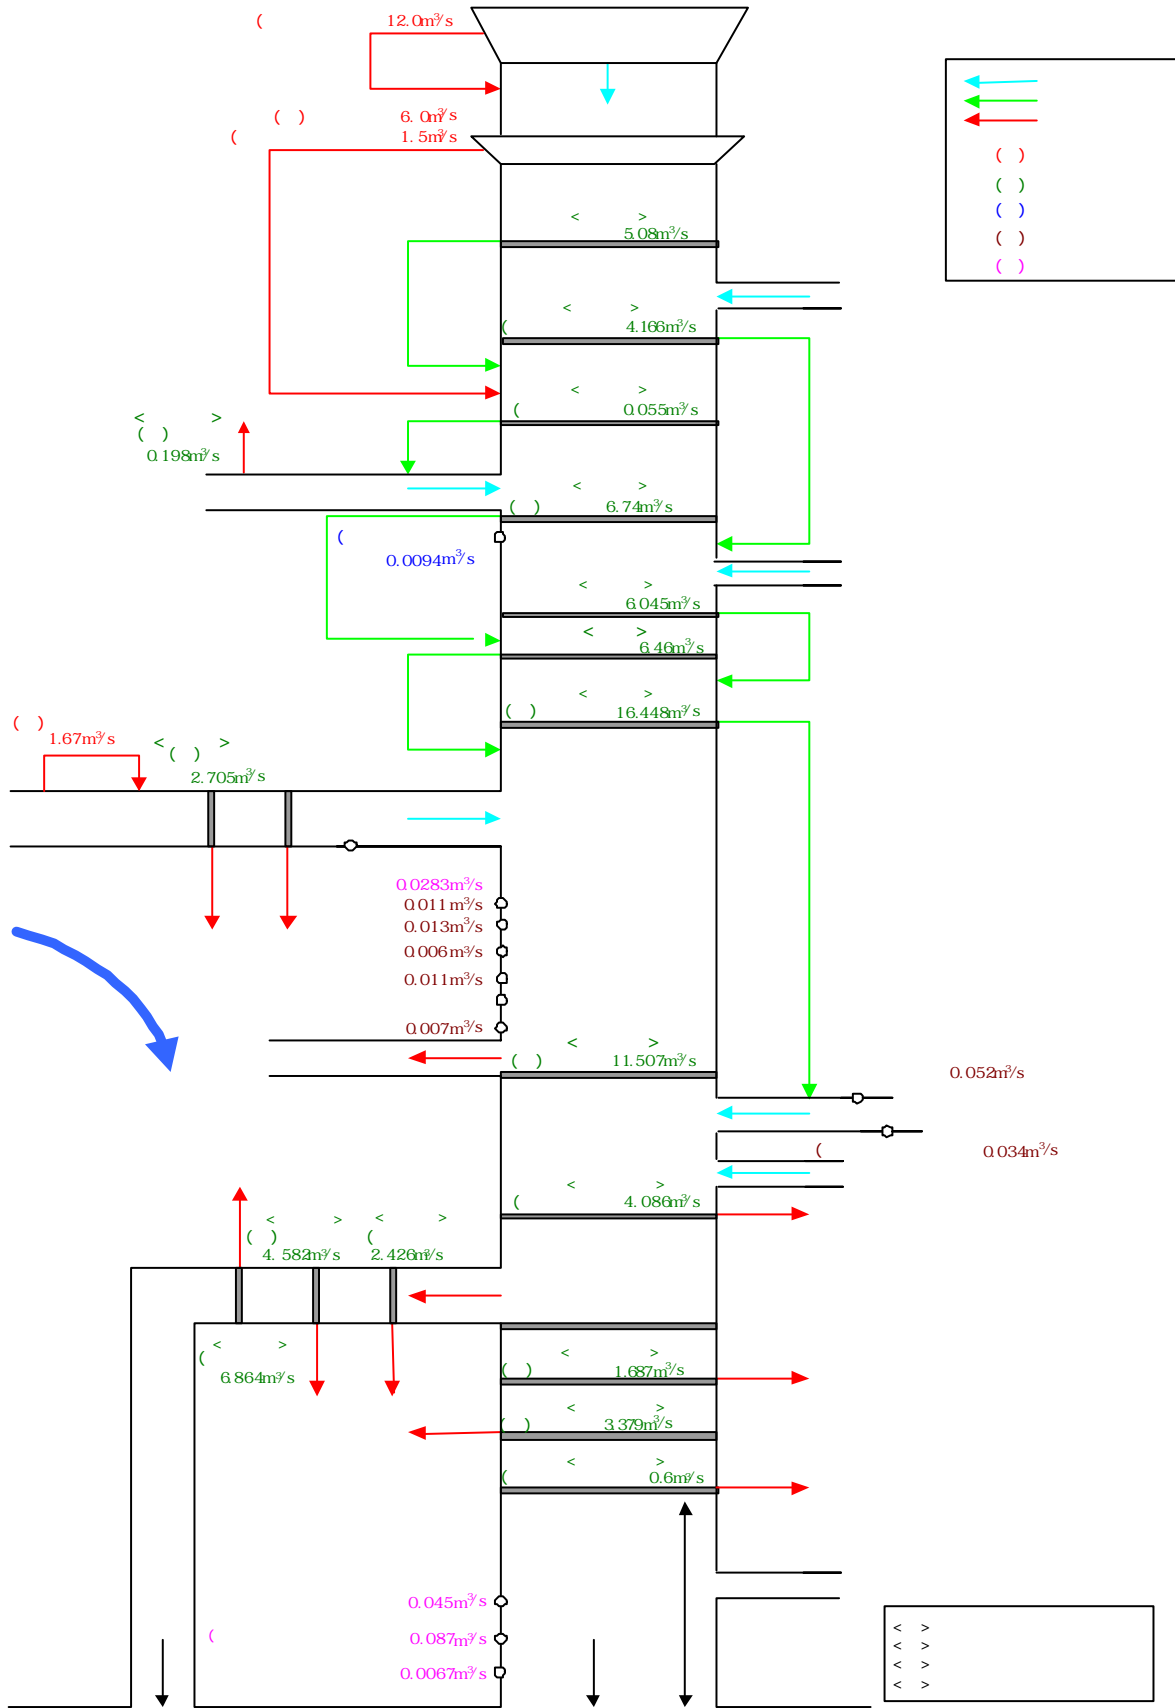 ( 12.0m³/s
( ) 6.0m³/s
( 1.5m³/s
( )
( )
( )
( )
( )
< >
5.08m³/s
< >
( 4.166m³/s
< >
( 0.055m³/s
< >
( )
0.198m³/s
< >
( ) 6.74m³/s
(
0.0094m³/s
< >
6.045m³/s
< >
6.46m³/s
< >
( ) 16.448m³/s
( )
1.67m³/s
< >
( )
2.705m³/s
0.0283m³/s
0.011m³/s
0.013m³/s
0.006m³/s
0.011m³/s
0.007m³/s
< >
( ) 11.507m³/s
0.052m³/s
( 0.034m³/s
< >
( 4.086m³/s
< > < >
( ) (
4.582m³/s 2.426m³/s
< >
(
6.864m³/s
< >
( ) 1.687m³/s
< >
( ) 3.379m³/s
< >
( 0.6m³/s
0.045m³/s
( 0.087m³/s
0.0067m³/s
< >
< >
< >
< >